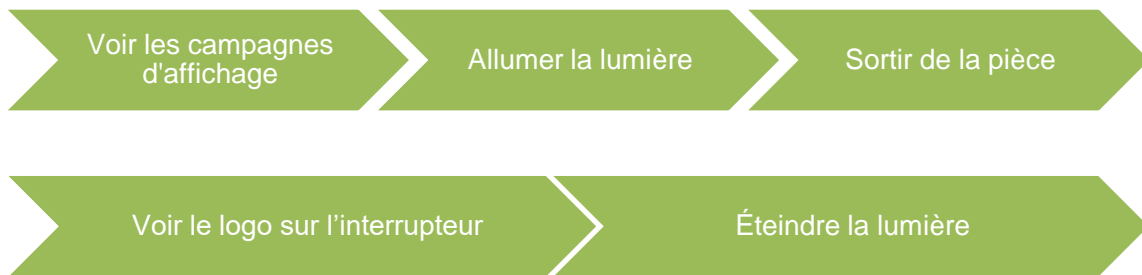 Voir les campagnes
d'affichage
Allumer la lumière
Sortir de la pièce
Voir le logo sur l’interrupteur
Éteindre la lumière